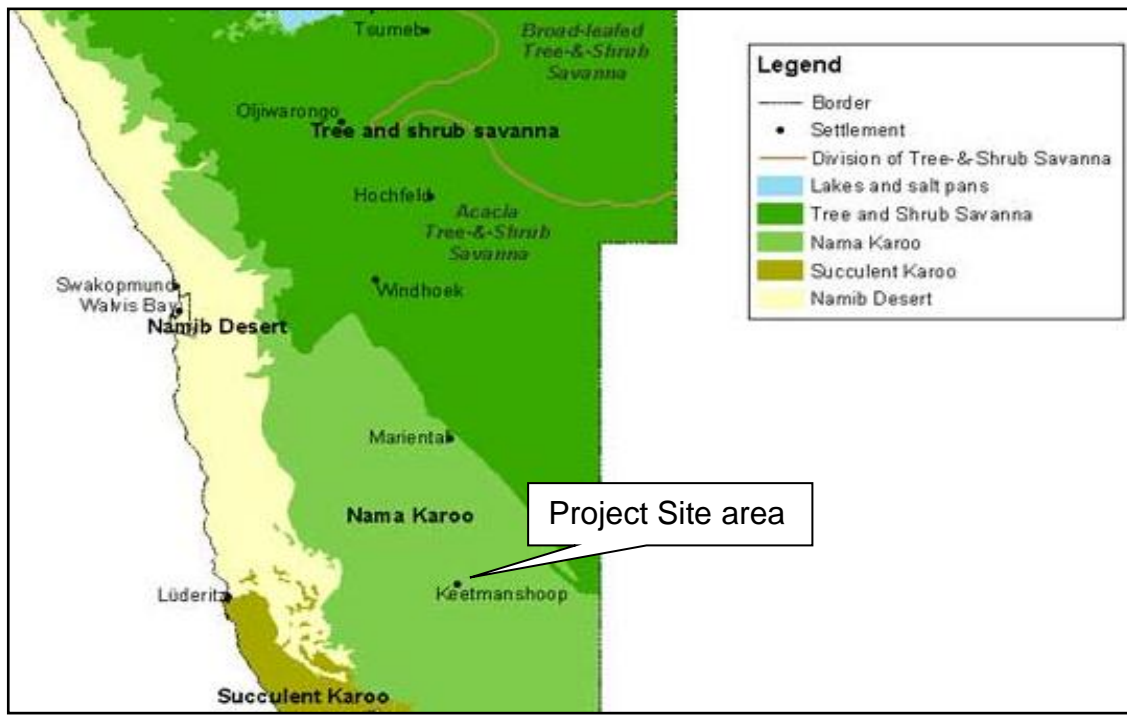 Tsumeb
Broad-leafed
Tree-&-Shrub
Savanna
Otjiwarongo
Tree and shrub savanna
Hochfeld
Acacia
Tree-&-Shrub
Savanna
Swakopmund
Windhoek
Walvis Bay
Namib Desert
Mariental
Nama Karoo
Project Site area
Lüderitz
Keetmanshoop
Succulent Karoo
Legend
Border
Settlement
Division of Tree-&-Shrub Savanna
Lakes and salt pans
Tree and Shrub Savanna
Nama Karoo
Succulent Karoo
Namib Desert